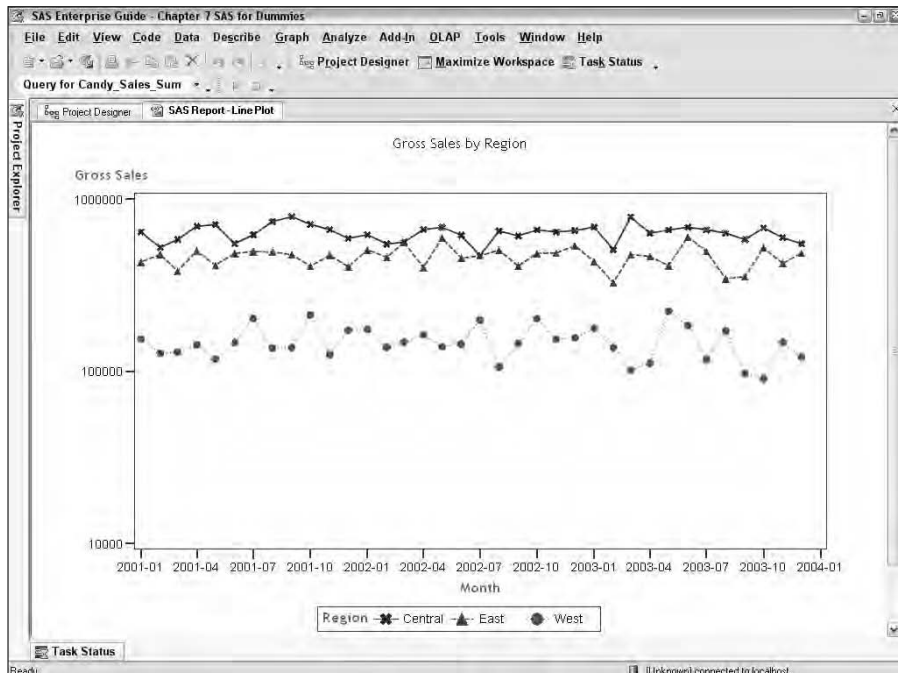 SAS Enterprise Guide - Chapter 7 SAS for Dummies
File Edit View Code Data Describe Graph Analyze Add-In OLAP Tools Window Help
Project Designer Maximize Workspace Task Status
Query for Candy_Sales_Sum
Project Designer SAS Report - Line Plot
Project Explorer
Gross Sales by Region
Gross Sales
1000000
100000
10000
2001-01 2001-04 2001-07 2001-10 2002-01 2002-04 2002-07 2002-10 2003-01 2003-04 2003-07 2003-10 2004-01
Month
Region Central East West
Task Status
Ready [Unknown] connected to localhost